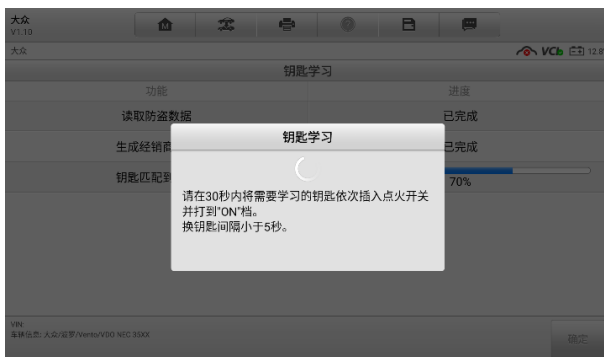 大众
V1.10
M
大众
VCI
12.8
钥匙学习
功能
进度
读取防盗数据
已完成
生成经销商
已完成
钥匙匹配到
70%
钥匙学习
请在30秒内将需要学习的钥匙依次插入点火开关
并打到"ON"档。
换钥匙间隔小于5秒。
VIN:
车辆信息: 大众/波罗/Vento/VDO NEC 35XX
确定